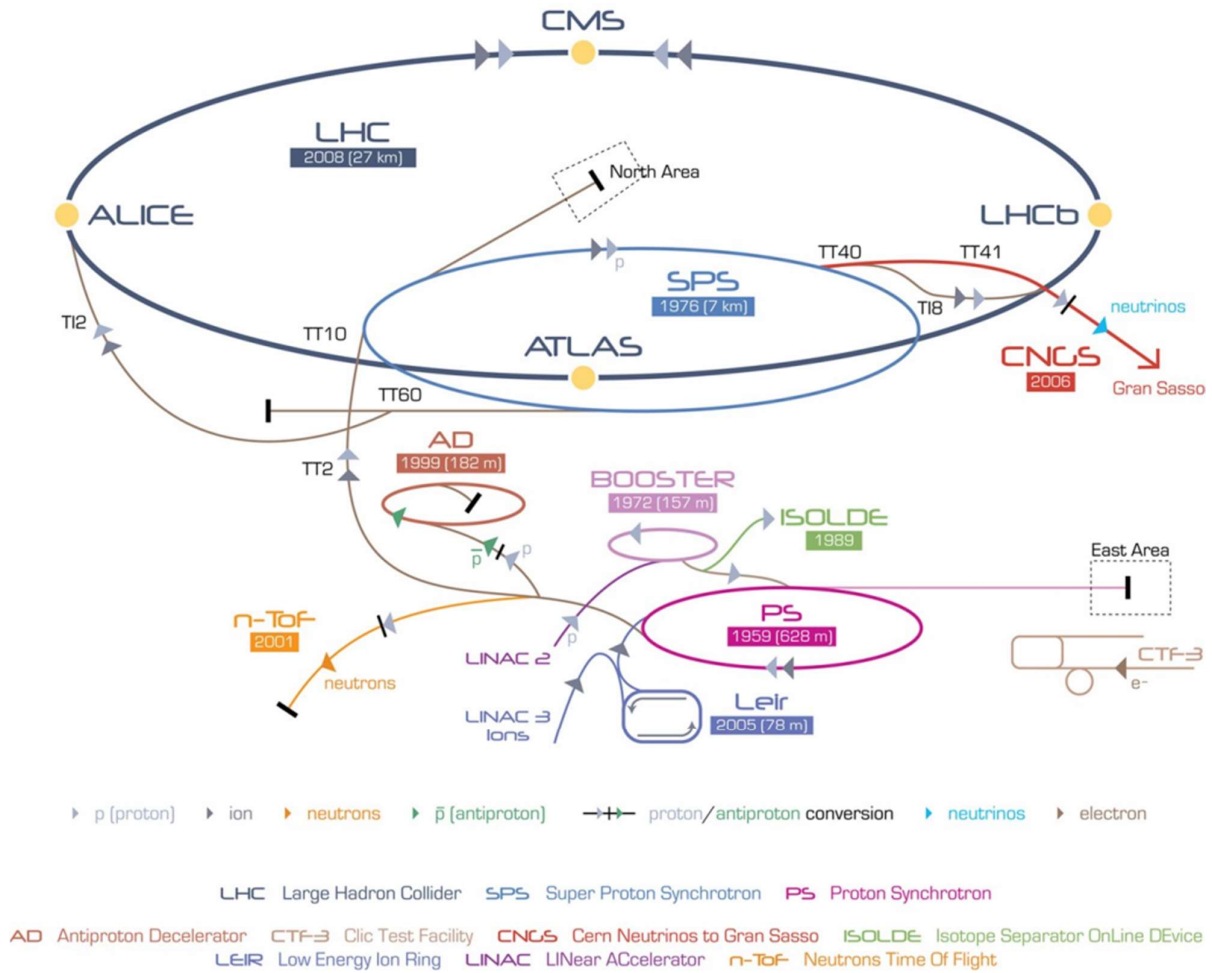 CMS
LHC
2008 (27 km)
North Area
ALICE
LHCb
TT40
TT41
p
SPS
1976 (7 km)
TI8
neutrinos
TI2
TT10
ATLAS
CNGS
2006
Gran Sasso
TT60
AD
1999 (182 m)
TT2
BOOSTER
1972 (157 m)
ISOLDE
1989
p̅
p
East Area
n-ToF
2001
PS
1959 (628 m)
p
LINAC 2
neutrons
CTF-3
e-
LINAC 3
Ions
Leir
2005 (78 m)
p (proton)
ion
neutrons
p̅ (antiproton)
proton/antiproton conversion
neutrinos
electron
LHC Large Hadron Collider SPS Super Proton Synchrotron PS Proton Synchrotron
AD Antiproton Decelerator CTF-3 Clic Test Facility CNGS Cern Neutrinos to Gran Sasso ISOLDE Isotope Separator OnLine DEvice
LEIR Low Energy Ion Ring LINAC LINear ACcelerator n-ToF Neutrons Time Of Flight